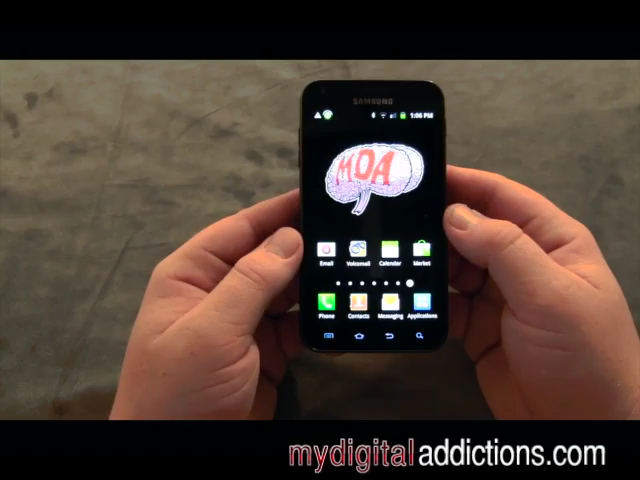 SAMSUNG
1:06 PM
MOA
Email Voicemail Calendar Market
Phone Contacts Messaging Applications
mydigitaladdictions.com